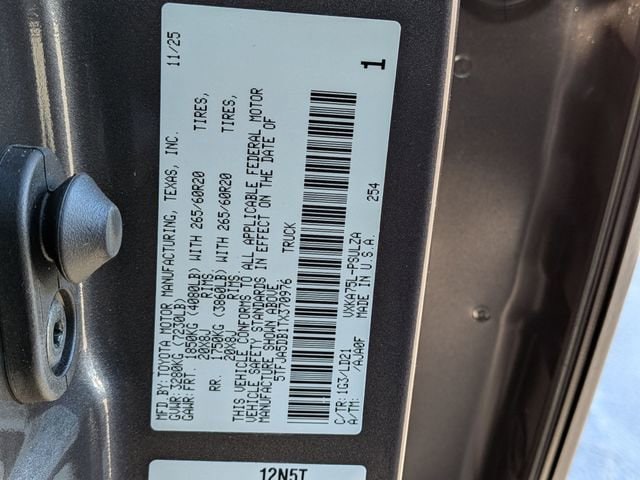 MFD.BY: TOYOTA MOTOR MANUFACTURING, TEXAS, INC. 11/25
GVWR: 3280KG (7230LB)
GAWR: FRT. 1850KG (4080LB) WITH 265/60R20 TIRES,
20X8J RIMS,
RR. 1750KG (3860LB) WITH 265/60R20 TIRES,
20X8J RIMS.
THIS VEHICLE CONFORMS TO ALL APPLICABLE FEDERAL MOTOR
VEHICLE SAFETY STANDARDS IN EFFECT ON THE DATE OF
MANUFACTURE SHOWN ABOVE.
5TFJA5DB1TX370976 TRUCK
C/TR: 1G3/LD21 UXKA75L-PSULZA
A/TM: /AJA0F MADE IN U.S.A.
254
1
12N5T